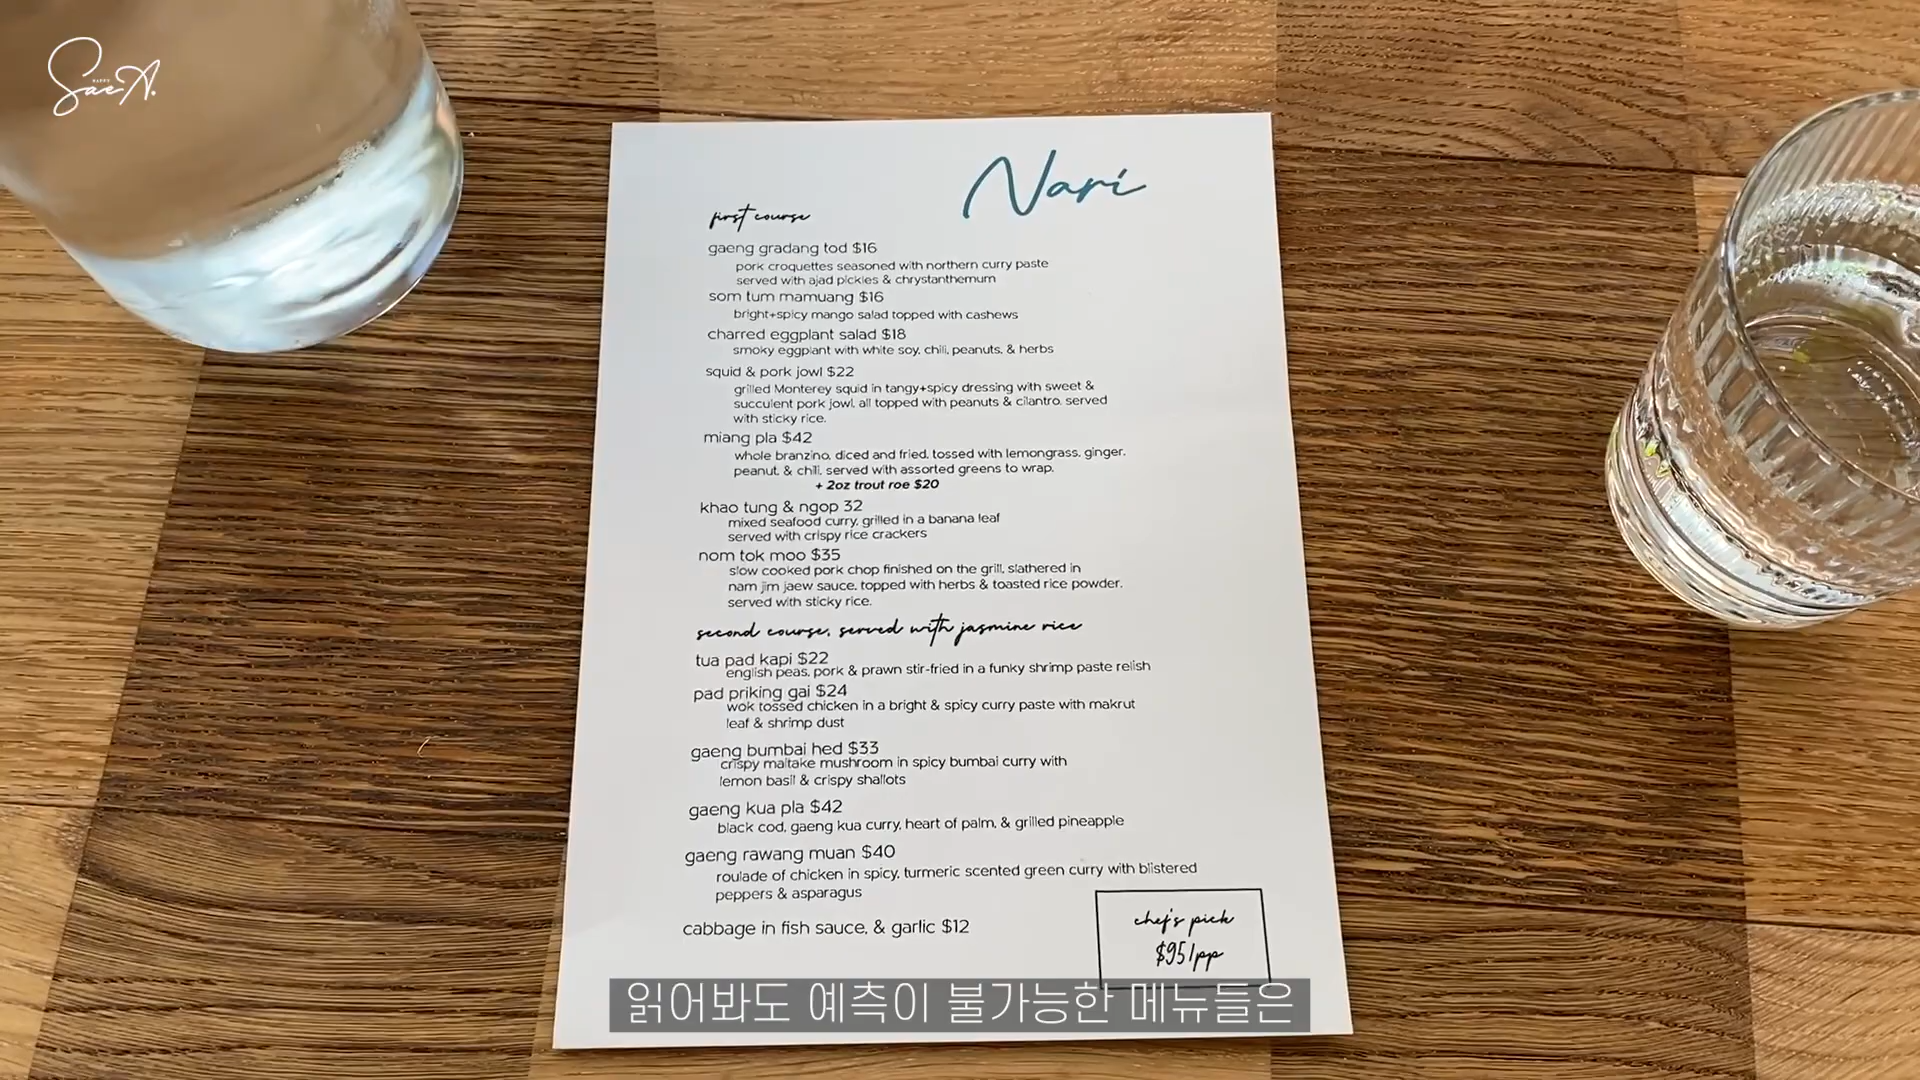 SaeA.
Nari
first course
gaeng gradang tod $16
pork croquettes seasoned with northern curry paste
served with ajad pickles & chrystanthemum
som tum mamuang $16
bright+spicy mango salad topped with cashews
charred eggplant salad $18
smoky eggplant with white soy, chili, peanuts, & herbs
squid & pork jowl $22
grilled Monterey squid in tangy+spicy dressing with sweet &
succulent pork jowl, all topped with peanuts & cilantro. served
with sticky rice.
miang pla $42
whole branzino, diced and fried, tossed with lemongrass, ginger,
peanut, & chili, served with assorted greens to wrap.
+ 2oz trout roe $20
khao tung & ngop 32
mixed seafood curry, grilled in a banana leaf
served with crispy rice crackers
nom tok moo $35
slow cooked pork chop finished on the grill, slathered in
nam jim jaew sauce, topped with herbs & toasted rice powder.
served with sticky rice.
second course, served with jasmine rice
tua pad kapi $22
english peas, pork & prawn stir-fried in a funky shrimp paste relish
pad priking gai $24
wok tossed chicken in a bright & spicy curry paste with makrut
leaf & shrimp dust
gaeng bumbai hed $33
crispy maitake mushroom in spicy bumbai curry with
lemon basil & crispy shallots
gaeng kua pla $42
black cod, gaeng kua curry, heart of palm, & grilled pineapple
gaeng rawang muan $40
roulade of chicken in spicy, turmeric scented green curry with blistered
peppers & asparagus
cabbage in fish sauce, & garlic $12
chef's pick
$95/pp
읽어봐도 예측이 불가능한 메뉴들은